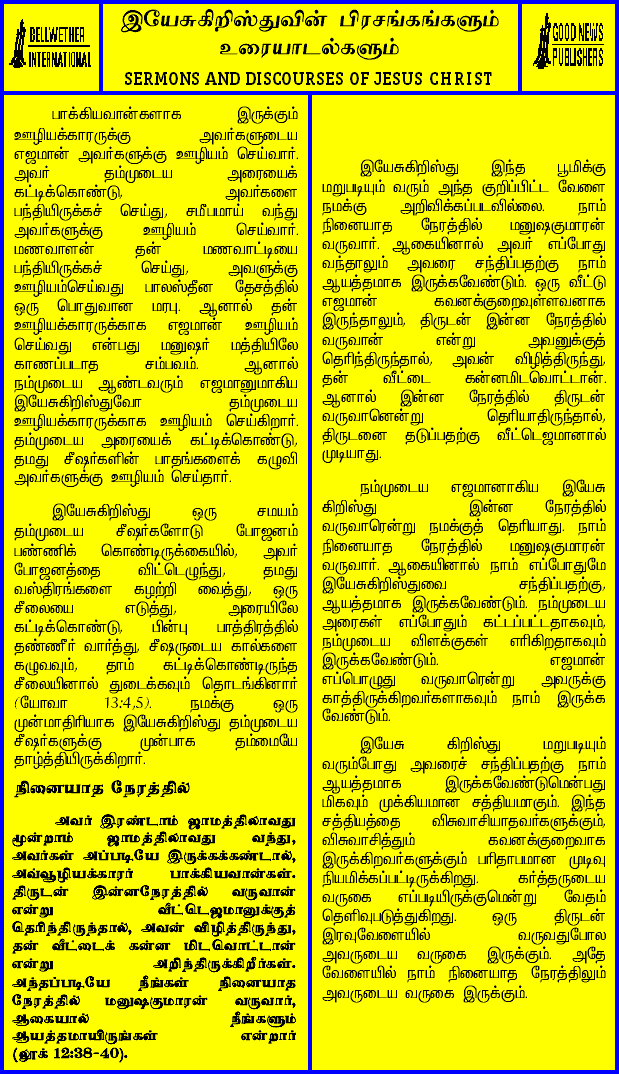 BELLWETHER
INTERNATIONAL
இயேசுகிறிஸ்துவின் பிரசங்கங்களும்
உரையாடல்களும்
SERMONS AND DISCOURSES OF JESUS CHRIST
GOOD NEWS
PUBLISHERS
பாக்கியவான்களாக இருக்கும்
ஊழியக்காரருக்கு அவர்களுடைய
எஜமான் அவர்களுக்கு ஊழியம் செய்வார்.
அவர் தம்முடைய அரையைக்
கட்டிக்கொண்டு, அவர்களை
பந்தியிருக்கச் செய்து, சமீபமாய் வந்து
அவர்களுக்கு ஊழியம் செய்வார்.
மணவாளன் தன் மணவாட்டியை
பந்தியிருக்கச் செய்து, அவளுக்கு
ஊழியம்செய்வது பாலஸ்தீன தேசத்தில்
ஒரு பொதுவான மரபு. ஆனால் தன்
ஊழியக்காரருக்காக எஜமான் ஊழியம்
செய்வது என்பது மனுஷர் மத்தியிலே
காணப்படாத சம்பவம். ஆனால்
நம்முடைய ஆண்டவரும் எஜமானுமாகிய
இயேசுகிறிஸ்துவோ தம்முடைய
ஊழியக்காரருக்காக ஊழியம் செய்கிறார்.
தம்முடைய அரையைக் கட்டிக்கொண்டு,
தமது சீஷர்களின் பாதங்களைக் கழுவி
அவர்களுக்கு ஊழியம் செய்தார்.
இயேசுகிறிஸ்து ஒரு சமயம்
தம்முடைய சீஷர்களோடு போஜனம்
பண்ணிக் கொண்டிருக்கையில், அவர்
போஜனத்தை விட்டெழுந்து, தமது
வஸ்திரங்களை கழற்றி வைத்து, ஒரு
சீலையை எடுத்து, அரையிலே
கட்டிக்கொண்டு, பின்பு பாத்திரத்தில்
தண்ணீர் வார்த்து, சீஷருடைய கால்களை
கழுவவும், தாம் கட்டிக்கொண்டிருந்த
சீலையினால் துடைக்கவும் தொடங்கினார்
(யோவா 13:4,5). நமக்கு ஒரு
முன்மாதிரியாக இயேசுகிறிஸ்து தம்முடைய
சீஷர்களுக்கு முன்பாக தம்மையே
தாழ்த்தியிருக்கிறார்.
நினையாத நேரத்தில்
அவர் இரண்டாம் ஜாமத்திலாவது
மூன்றாம் ஜாமத்திலாவது வந்து,
அவர்கள் அப்படியே இருக்கக்கண்டால்,
அவ்வூழியக்காரர் பாக்கியவான்கள்.
திருடன் இன்னநேரத்தில் வருவான்
என்று வீட்டெஜமானுக்குத்
தெரிந்திருந்தால், அவன் விழித்திருந்து,
தன் வீட்டைக் கன்ன மிடவொட்டான்
என்று அறிந்திருக்கிறீர்கள்.
அந்தப்படியே நீங்கள் நினையாத
நேரத்தில் மனுஷகுமாரன் வருவார்,
ஆகையால் நீங்களும்
ஆயத்தமாயிருங்கள் என்றார்
(லூக் 12:38-40).
இயேசுகிறிஸ்து இந்த பூமிக்கு
மறுபடியும் வரும் அந்த குறிப்பிட்ட வேளை
நமக்கு அறிவிக்கப்படவில்லை. நாம்
நினையாத நேரத்தில் மனுஷகுமாரன்
வருவார். ஆகையினால் அவர் எப்போது
வந்தாலும் அவரை சந்திப்பதற்கு நாம்
ஆயத்தமாக இருக்கவேண்டும். ஒரு வீட்டு
எஜமான் கவனக்குறைவுள்ளவனாக
இருந்தாலும், திருடன் இன்ன நேரத்தில்
வருவான் என்று அவனுக்குத்
தெரிந்திருந்தால், அவன் விழித்திருந்து,
தன் வீட்டை கன்னமிடவொட்டான்.
ஆனால் இன்ன நேரத்தில் திருடன்
வருவானென்று தெரியாதிருந்தால்,
திருடனை தடுப்பதற்கு வீட்டெஜமானால்
முடியாது.
நம்முடைய எஜமானாகிய இயேசு
கிறிஸ்து இன்ன நேரத்தில்
வருவாரென்று நமக்குத் தெரியாது. நாம்
நினையாத நேரத்தில் மனுஷகுமாரன்
வருவார். ஆகையினால் நாம் எப்போதுமே
இயேசுகிறிஸ்துவை சந்திப்பதற்கு,
ஆயத்தமாக இருக்கவேண்டும். நம்முடைய
அரைகள் எப்போதும் கட்டப்பட்டதாகவும்,
நம்முடைய விளக்குகள் எரிகிறதாகவும்
இருக்கவேண்டும். எஜமான்
எப்பொழுது வருவாரென்று அவருக்கு
காத்திருக்கிறவர்களாகவும் நாம் இருக்க
வேண்டும்.
இயேசு கிறிஸ்து மறுபடியும்
வரும்போது அவரைச் சந்திப்பதற்கு நாம்
ஆயத்தமாக இருக்கவேண்டுமென்பது
மிகவும் முக்கியமான சத்தியமாகும். இந்த
சத்தியத்தை விசுவாசியாதவர்களுக்கும்,
விசுவாசித்தும் கவனக்குறைவாக
இருக்கிறவர்களுக்கும் பரிதாபமான முடிவு
நியமிக்கப்பட்டிருக்கிறது. கர்த்தருடைய
வருகை எப்படியிருக்குமென்று வேதம்
தெளிவுபடுத்துகிறது. ஒரு திருடன்
இரவுவேளையில் வருவதுபோல
அவருடைய வருகை இருக்கும். அதே
வேளையில் நாம் நினையாத நேரத்திலும்
அவருடைய வருகை இருக்கும்.